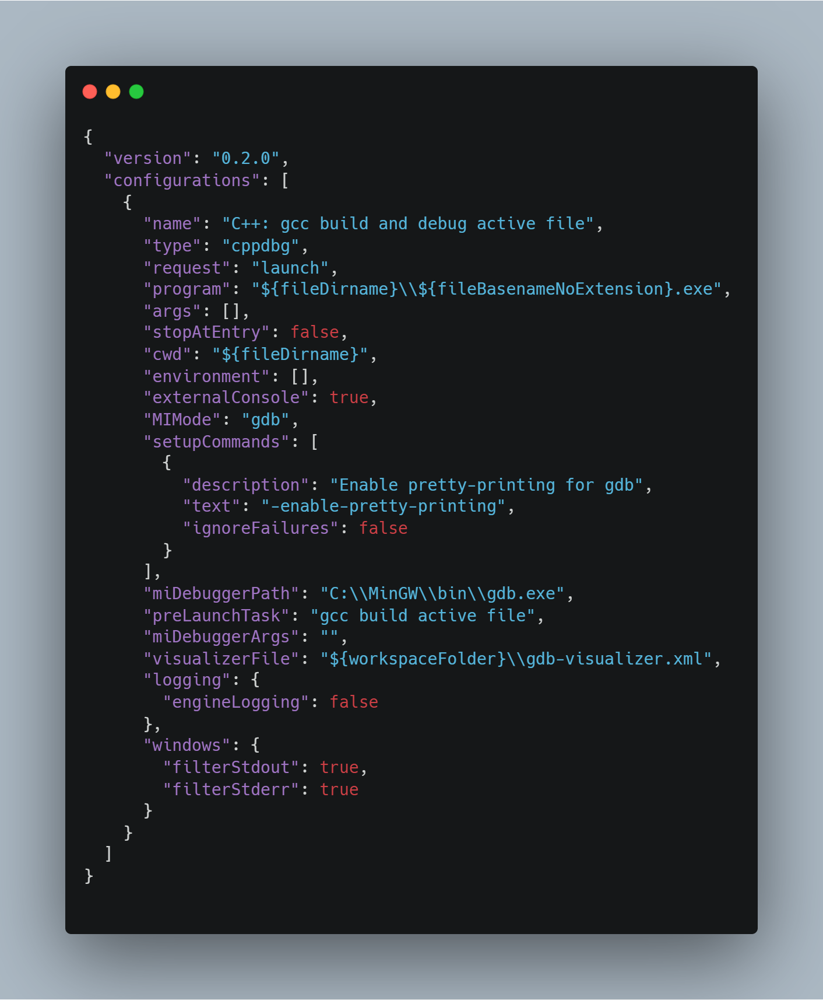 {
  "version": "0.2.0",
  "configurations": [
    {
      "name": "C++: gcc build and debug active file",
      "type": "cppdbg",
      "request": "launch",
      "program": "${fileDirname}\\${fileBasenameNoExtension}.exe",
      "args": [],
      "stopAtEntry": false,
      "cwd": "${fileDirname}",
      "environment": [],
      "externalConsole": true,
      "MIMode": "gdb",
      "setupCommands": [
        {
          "description": "Enable pretty-printing for gdb",
          "text": "-enable-pretty-printing",
          "ignoreFailures": false
        }
      ],
      "miDebuggerPath": "C:\\MinGW\\bin\\gdb.exe",
      "preLaunchTask": "gcc build active file",
      "miDebuggerArgs": "",
      "visualizerFile": "${workspaceFolder}\\gdb-visualizer.xml",
      "logging": {
        "engineLogging": false
      },
      "windows": {
        "filterStdout": true,
        "filterStderr": true
      }
    }
  ]
}